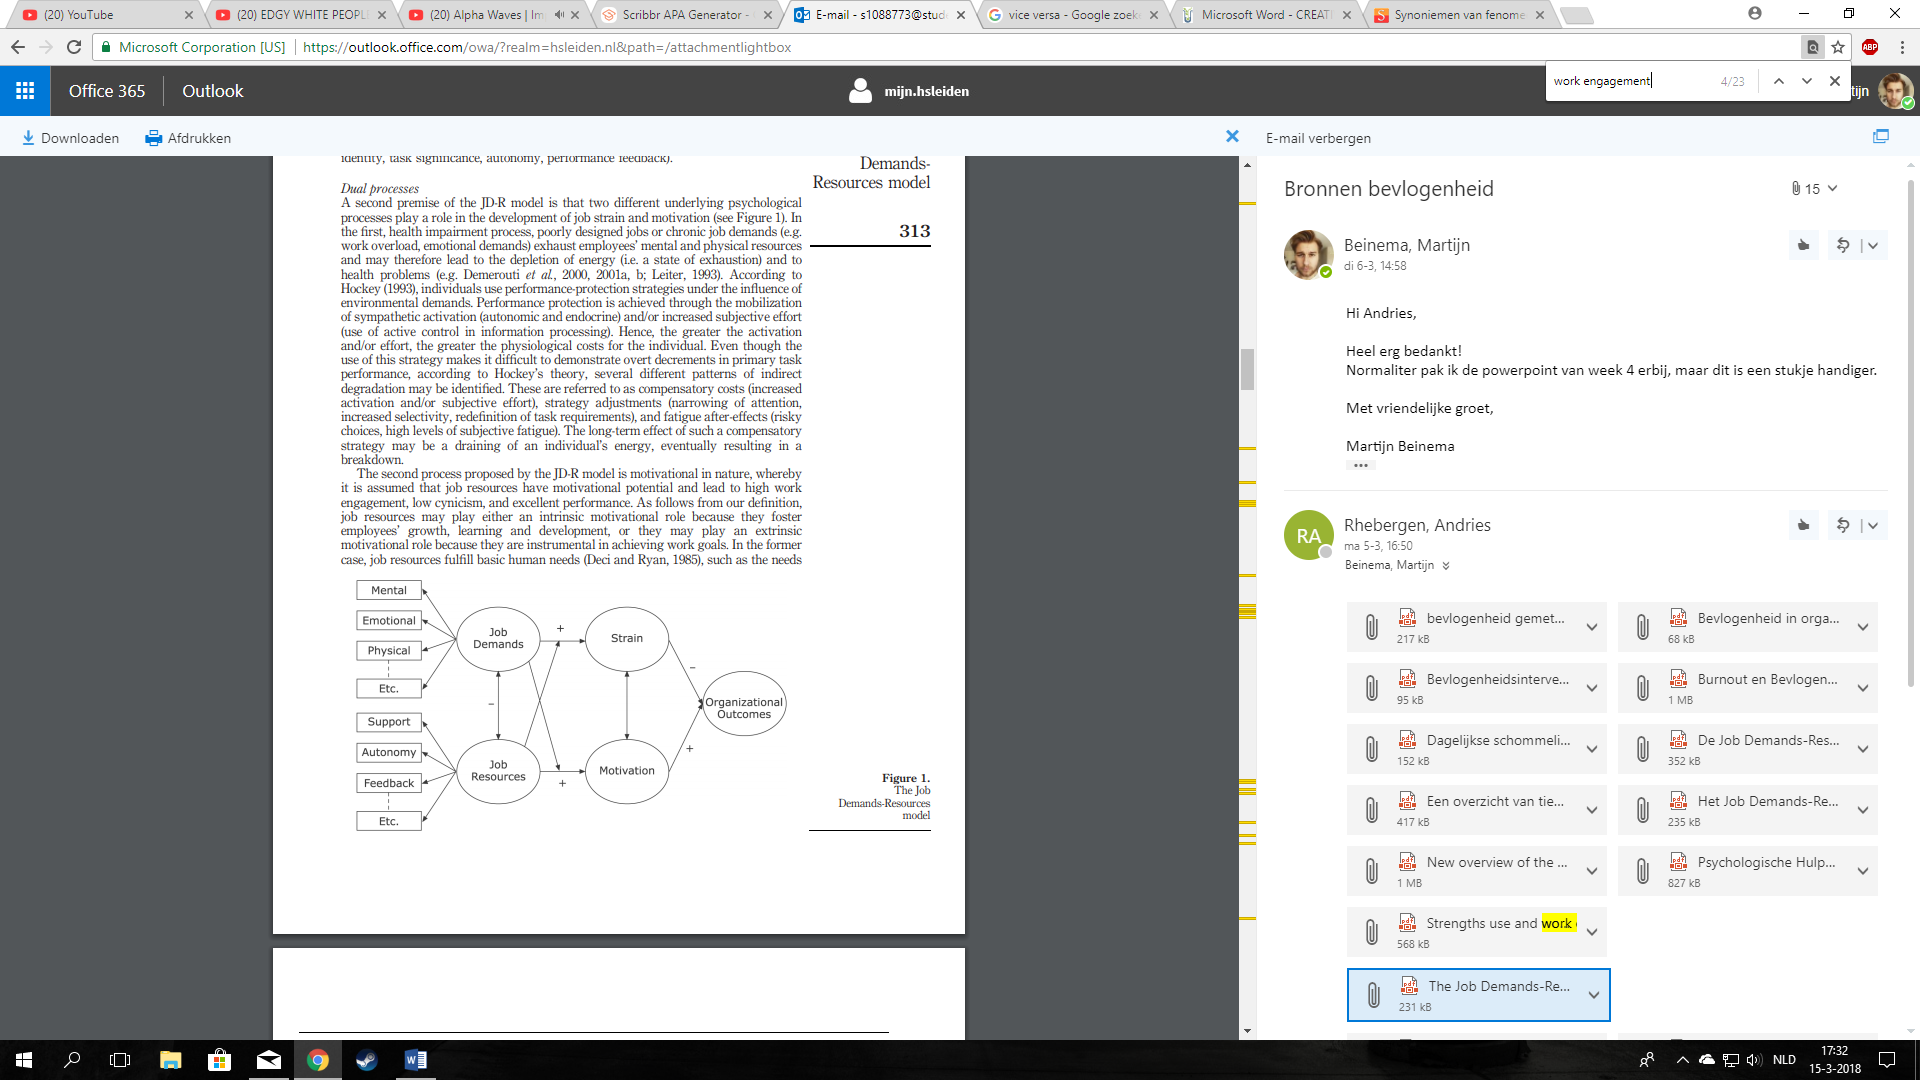 (20) YouTube
(20) EDGY WHITE PEOPL
(20) Alpha Waves | Im
Scribbr APA Generator -
E-mail - s1088773@stud
vice versa - Google zoek
Microsoft Word - CREAT
Synoniemen van fenome
Microsoft Corporation [US] | https://outlook.office.com/owa/?realm=hsleiden.nl&path=/attachmentlightbox
ABP
work engagement 4/23
Office 365 Outlook
mijn.hsleiden
tijn
Downloaden Afdrukken
E-mail verbergen
identity, task significance, autonomy, performance feedback).
Demands-
Resources model
313
Dual processes
A second premise of the JD-R model is that two different underlying psychological
processes play a role in the development of job strain and motivation (see Figure 1). In
the first, health impairment process, poorly designed jobs or chronic job demands (e.g.
work overload, emotional demands) exhaust employees' mental and physical resources
and may therefore lead to the depletion of energy (i.e. a state of exhaustion) and to
health problems (e.g. Demerouti et al., 2000, 2001a, b; Leiter, 1993). According to
Hockey (1993), individuals use performance-protection strategies under the influence of
environmental demands. Performance protection is achieved through the mobilization
of sympathetic activation (autonomic and endocrine) and/or increased subjective effort
(use of active control in information processing). Hence, the greater the activation
and/or effort, the greater the physiological costs for the individual. Even though the
use of this strategy makes it difficult to demonstrate overt decrements in primary task
performance, according to Hockey's theory, several different patterns of indirect
degradation may be identified. These are referred to as compensatory costs (increased
activation and/or subjective effort), strategy adjustments (narrowing of attention,
increased selectivity, redefinition of task requirements), and fatigue after-effects (risky
choices, high levels of subjective fatigue). The long-term effect of such a compensatory
strategy may be a draining of an individual's energy, eventually resulting in a
breakdown.
The second process proposed by the JD-R model is motivational in nature, whereby
it is assumed that job resources have motivational potential and lead to high work
engagement, low cynicism, and excellent performance. As follows from our definition,
job resources may play either an intrinsic motivational role because they foster
employees' growth, learning and development, or they may play an extrinsic
motivational role because they are instrumental in achieving work goals. In the former
case, job resources fulfill basic human needs (Deci and Ryan, 1985), such as the needs
Mental
Emotional
Physical
Etc.
Support
Autonomy
Feedback
Etc.
Job
Demands
Job
Resources
Strain
Motivation
Organizational
Outcomes
+
−
−
+
+
Figure 1.
The Job
Demands-Resources
model
Bronnen bevlogenheid
15
Beinema, Martijn
di 6-3, 14:58
Hi Andries,
Heel erg bedankt!
Normaliter pak ik de powerpoint van week 4 erbij, maar dit is een stukje handiger.
Met vriendelijke groet,
Martijn Beinema
•••
RA
Rhebergen, Andries
ma 5-3, 16:50
Beinema, Martijn
bevlogenheid gemet...
217 kB
Bevlogenheid in orga...
68 kB
Bevlogenheidsinterve...
95 kB
Burnout en Bevlogen...
1 MB
Dagelijkse schommeli...
152 kB
De Job Demands-Res...
352 kB
Een overzicht van tie...
417 kB
Het Job Demands-Re...
235 kB
New overview of the ...
1 MB
Psychologische Hulp...
827 kB
Strengths use and work
568 kB
The Job Demands-Re...
231 kB
NLD
17:32
15-3-2018